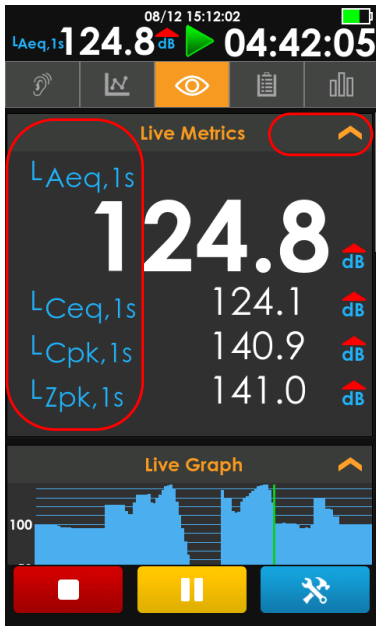 08/12 15:12:02
LAeq,1s 124.8 dB 04:42:05
Live Metrics
LAeq,1s
124.8 dB
LCeq,1s 124.1 dB
LCpk,1s 140.9 dB
LZpk,1s 141.0 dB
Live Graph
100